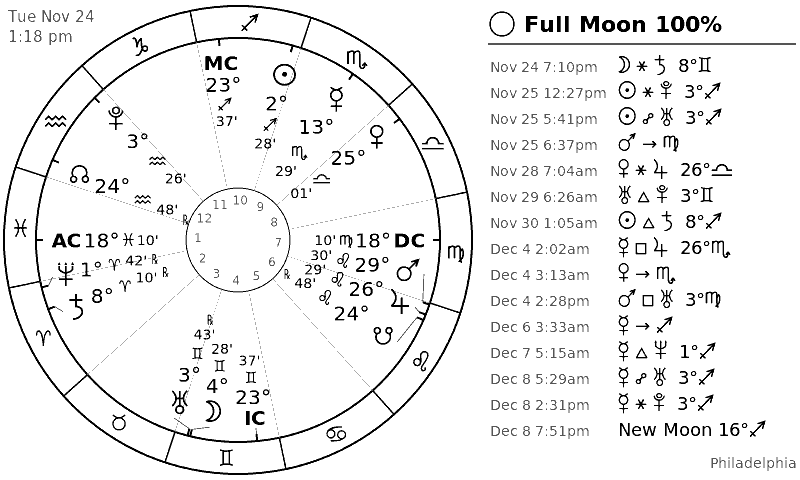 Tue Nov 24
1:18 pm
MC
23°
♐
37'
☉
2°
♐
28'
☿
13°
♏
29'
♀
25°
♎
01'
♇
3°
♒
26'
☊ 24°
♒
48' ℞
AC 18° ♓ 10'
♆ 1° ♈ 42' ℞
♄ 8° ♈ 10' ℞
10' ♍ 18° DC
30' ♌ 29° ♂
29' ♌ 26° ♃
℞ 48' ♌ 24° ☋
℞
43'
♊
3°
♅
28'
♊
4°
☽
37'
♊
23°
IC
1
2
3
4
5
6
7
8
9
10
11
12
♈
♉
♊
♋
♌
♍
♎
♏
♐
♑
♒
♓
Full Moon 100%
Nov 24 7:10pm ☽ ⚹ ♄ 8°♊
Nov 25 12:27pm ☉ ⚹ ♇ 3°♐
Nov 25 5:41pm ☉ ☍ ♅ 3°♐
Nov 25 6:37pm ♂ → ♍
Nov 28 7:04am ♀ ⚹ ♃ 26°♎
Nov 29 6:26am ♅ △ ♇ 3°♊
Nov 30 1:05am ☉ △ ♄ 8°♐
Dec 4 2:02am ☿ □ ♃ 26°♏
Dec 4 3:13am ♀ → ♏
Dec 4 2:28pm ♂ □ ♅ 3°♍
Dec 6 3:33am ☿ → ♐
Dec 7 5:15am ☿ △ ♆ 1°♐
Dec 8 5:29am ☿ ☍ ♅ 3°♐
Dec 8 2:31pm ☿ ⚹ ♇ 3°♐
Dec 8 7:51pm New Moon 16°♐
Philadelphia